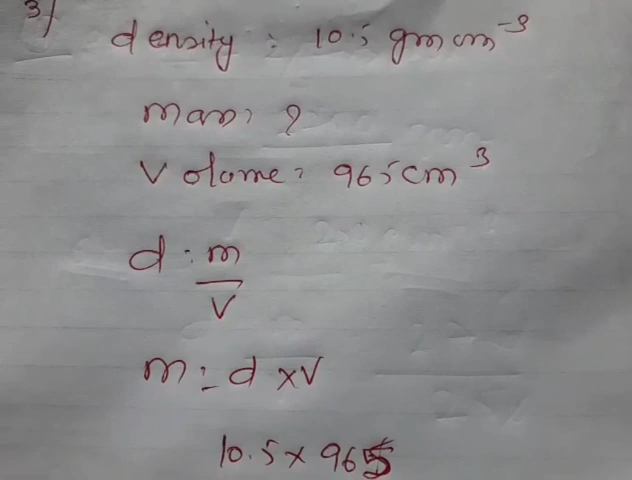 3)
density : 10.5 gm cm⁻³
mass = ?
Volume = 965 cm³
d = m
V
m = d × V
10.5 × 965